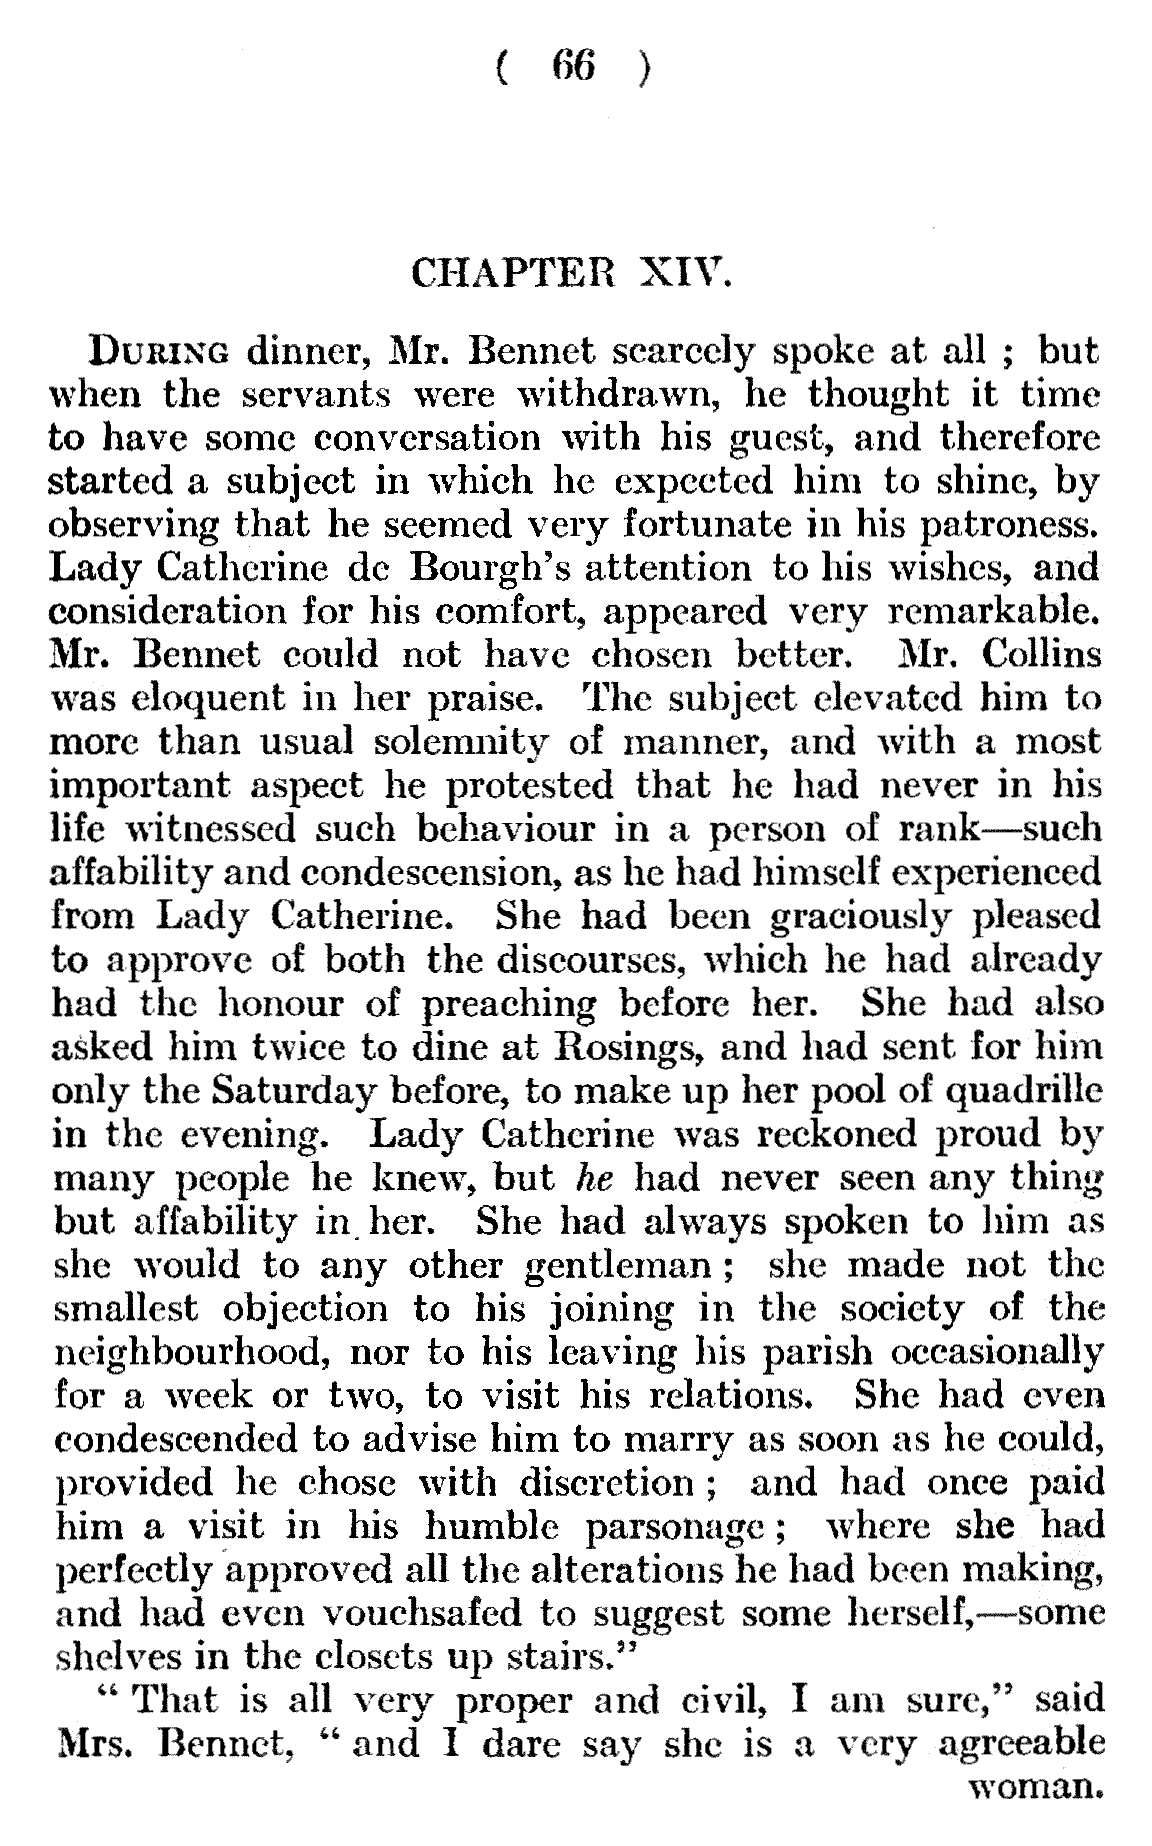 ( 66 )
CHAPTER XIV.
DURING dinner, Mr. Bennet scarcely spoke at all ; but
when the servants were withdrawn, he thought it time
to have some conversation with his guest, and therefore
started a subject in which he expected him to shine, by
observing that he seemed very fortunate in his patroness.
Lady Catherine de Bourgh's attention to his wishes, and
consideration for his comfort, appeared very remarkable.
Mr. Bennet could not have chosen better. Mr. Collins
was eloquent in her praise. The subject elevated him to
more than usual solemnity of manner, and with a most
important aspect he protested that he had never in his
life witnessed such behaviour in a person of rank—such
affability and condescension, as he had himself experienced
from Lady Catherine. She had been graciously pleased
to approve of both the discourses, which he had already
had the honour of preaching before her. She had also
asked him twice to dine at Rosings, and had sent for him
only the Saturday before, to make up her pool of quadrille
in the evening. Lady Catherine was reckoned proud by
many people he knew, but he had never seen any thing
but affability in her. She had always spoken to him as
she would to any other gentleman ; she made not the
smallest objection to his joining in the society of the
neighbourhood, nor to his leaving his parish occasionally
for a week or two, to visit his relations. She had even
condescended to advise him to marry as soon as he could,
provided he chose with discretion ; and had once paid
him a visit in his humble parsonage ; where she had
perfectly approved all the alterations he had been making,
and had even vouchsafed to suggest some herself,—some
shelves in the closets up stairs."
" That is all very proper and civil, I am sure," said
Mrs. Bennet, " and I dare say she is a very agreeable
woman.